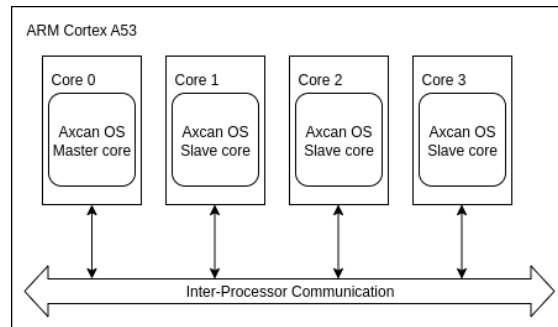 ARM Cortex A53
Core 0
Core 1
Core 2
Core 3
Axcan OS
Master core
Axcan OS
Slave core
Axcan OS
Slave core
Axcan OS
Slave core
Inter-Processor Communication